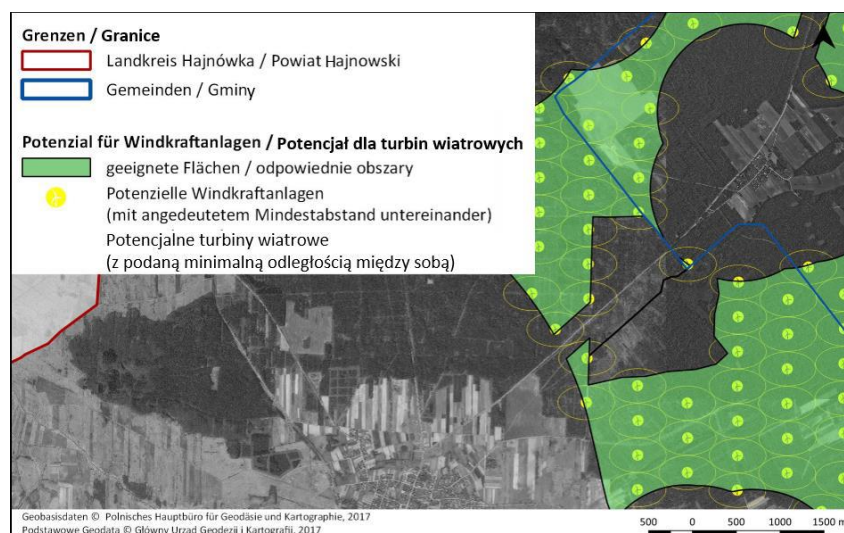 Grenzen / Granice
Landkreis Hajnówka / Powiat Hajnowski
Gemeinden / Gminy
Potenzial für Windkraftanlagen / Potencjał dla turbin wiatrowych
geeignete Flächen / odpowiednie obszary
Potenzielle Windkraftanlagen
(mit angedeutetem Mindestabstand untereinander)
Potencjalne turbiny wiatrowe
(z podaną minimalną odległością między sobą)
Geobasisdaten © Polnisches Hauptbüro für Geodäsie und Kartographie, 2017
Podstawowe Geodata © Główny Urząd Geodezji i Kartografii, 2017
500 0 500 1000 1500 m